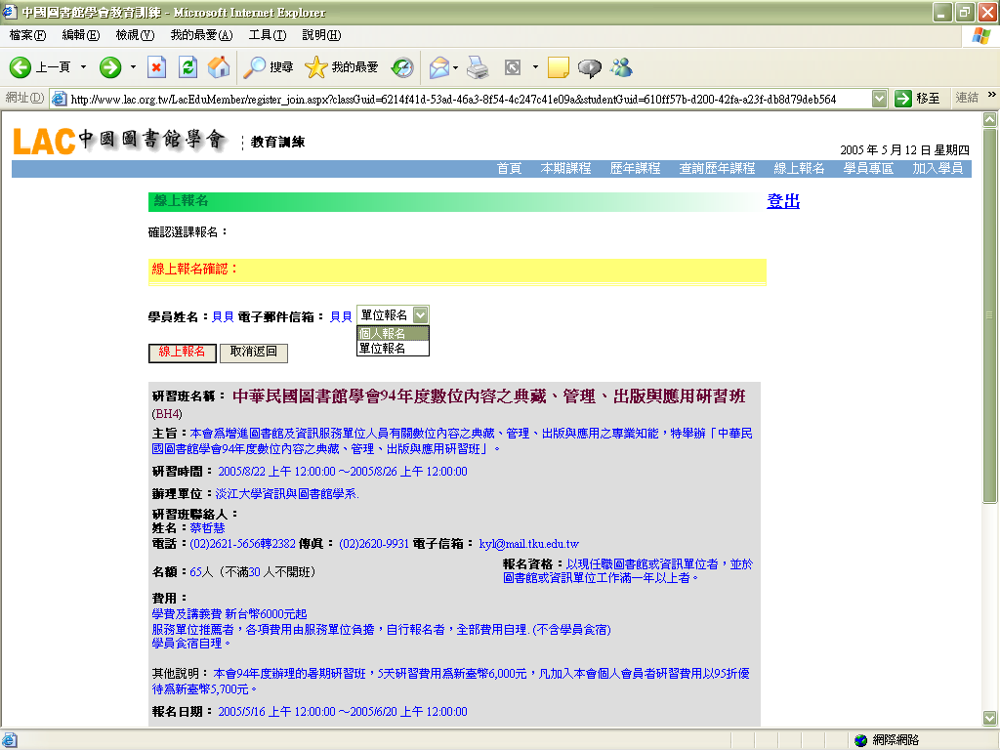 中國圖書館學會教育訓練 - Microsoft Internet Explorer
檔案(F) 編輯(E) 檢視(V) 我的最愛(A) 工具(T) 說明(H)
上一頁 搜尋 我的最愛
網址(D) http://www.lac.org.tw/LacEduMember/register_join.aspx?classGuid=6214f41d-53ad-46a3-8f54-4c247c41e09a&studentGuid=610ff57b-d200-42fa-a23f-db8d79deb564 移至 連結 »
LAC 中國圖書館學會 教育訓練
2005 年 5 月 12 日 星期四
首頁 本期課程 歷年課程 查詢歷年課程 線上報名 學員專區 加入學員
線上報名 登出
確認選課報名：
線上報名確認：
學員姓名：貝貝 電子郵件信箱： 貝貝 單位報名
個人報名
單位報名
線上報名 取消返回
研習班名稱： 中華民國圖書館學會94年度數位內容之典藏、管理、出版與應用研習班
(BH4)
主旨：本會為增進圖書館及資訊服務單位人員有關數位內容之典藏、管理、出版與應用之專業知能，特舉辦「中華民
國圖書館學會94年度數位內容之典藏、管理、出版與應用研習班」。
研習時間： 2005/8/22 上午 12:00:00 ～2005/8/26 上午 12:00:00
辦理單位：淡江大學資訊與圖書館學系.
研習班聯絡人：
姓名：蔡哲慧
電話：(02)2621-5656轉2382 傳真： (02)2620-9931 電子信箱： kyl@mail.tku.edu.tw
名額：65人（不滿30 人不開班） 報名資格：以現任職圖書館或資訊單位者，並於
圖書館或資訊單位工作滿一年以上者。
費用：
學費及講義費 新台幣6000元起
服務單位推薦者，各項費用由服務單位負擔，自行報名者，全部費用自理. (不含學員食宿)
學員食宿自理。
其他說明： 本會94年度辦理的暑期研習班，5天研習費用為新臺幣6,000元，凡加入本會個人會員者研習費用以95折優
待為新臺幣5,700元。
報名日期： 2005/5/16 上午 12:00:00 ～2005/6/20 上午 12:00:00
網際網路